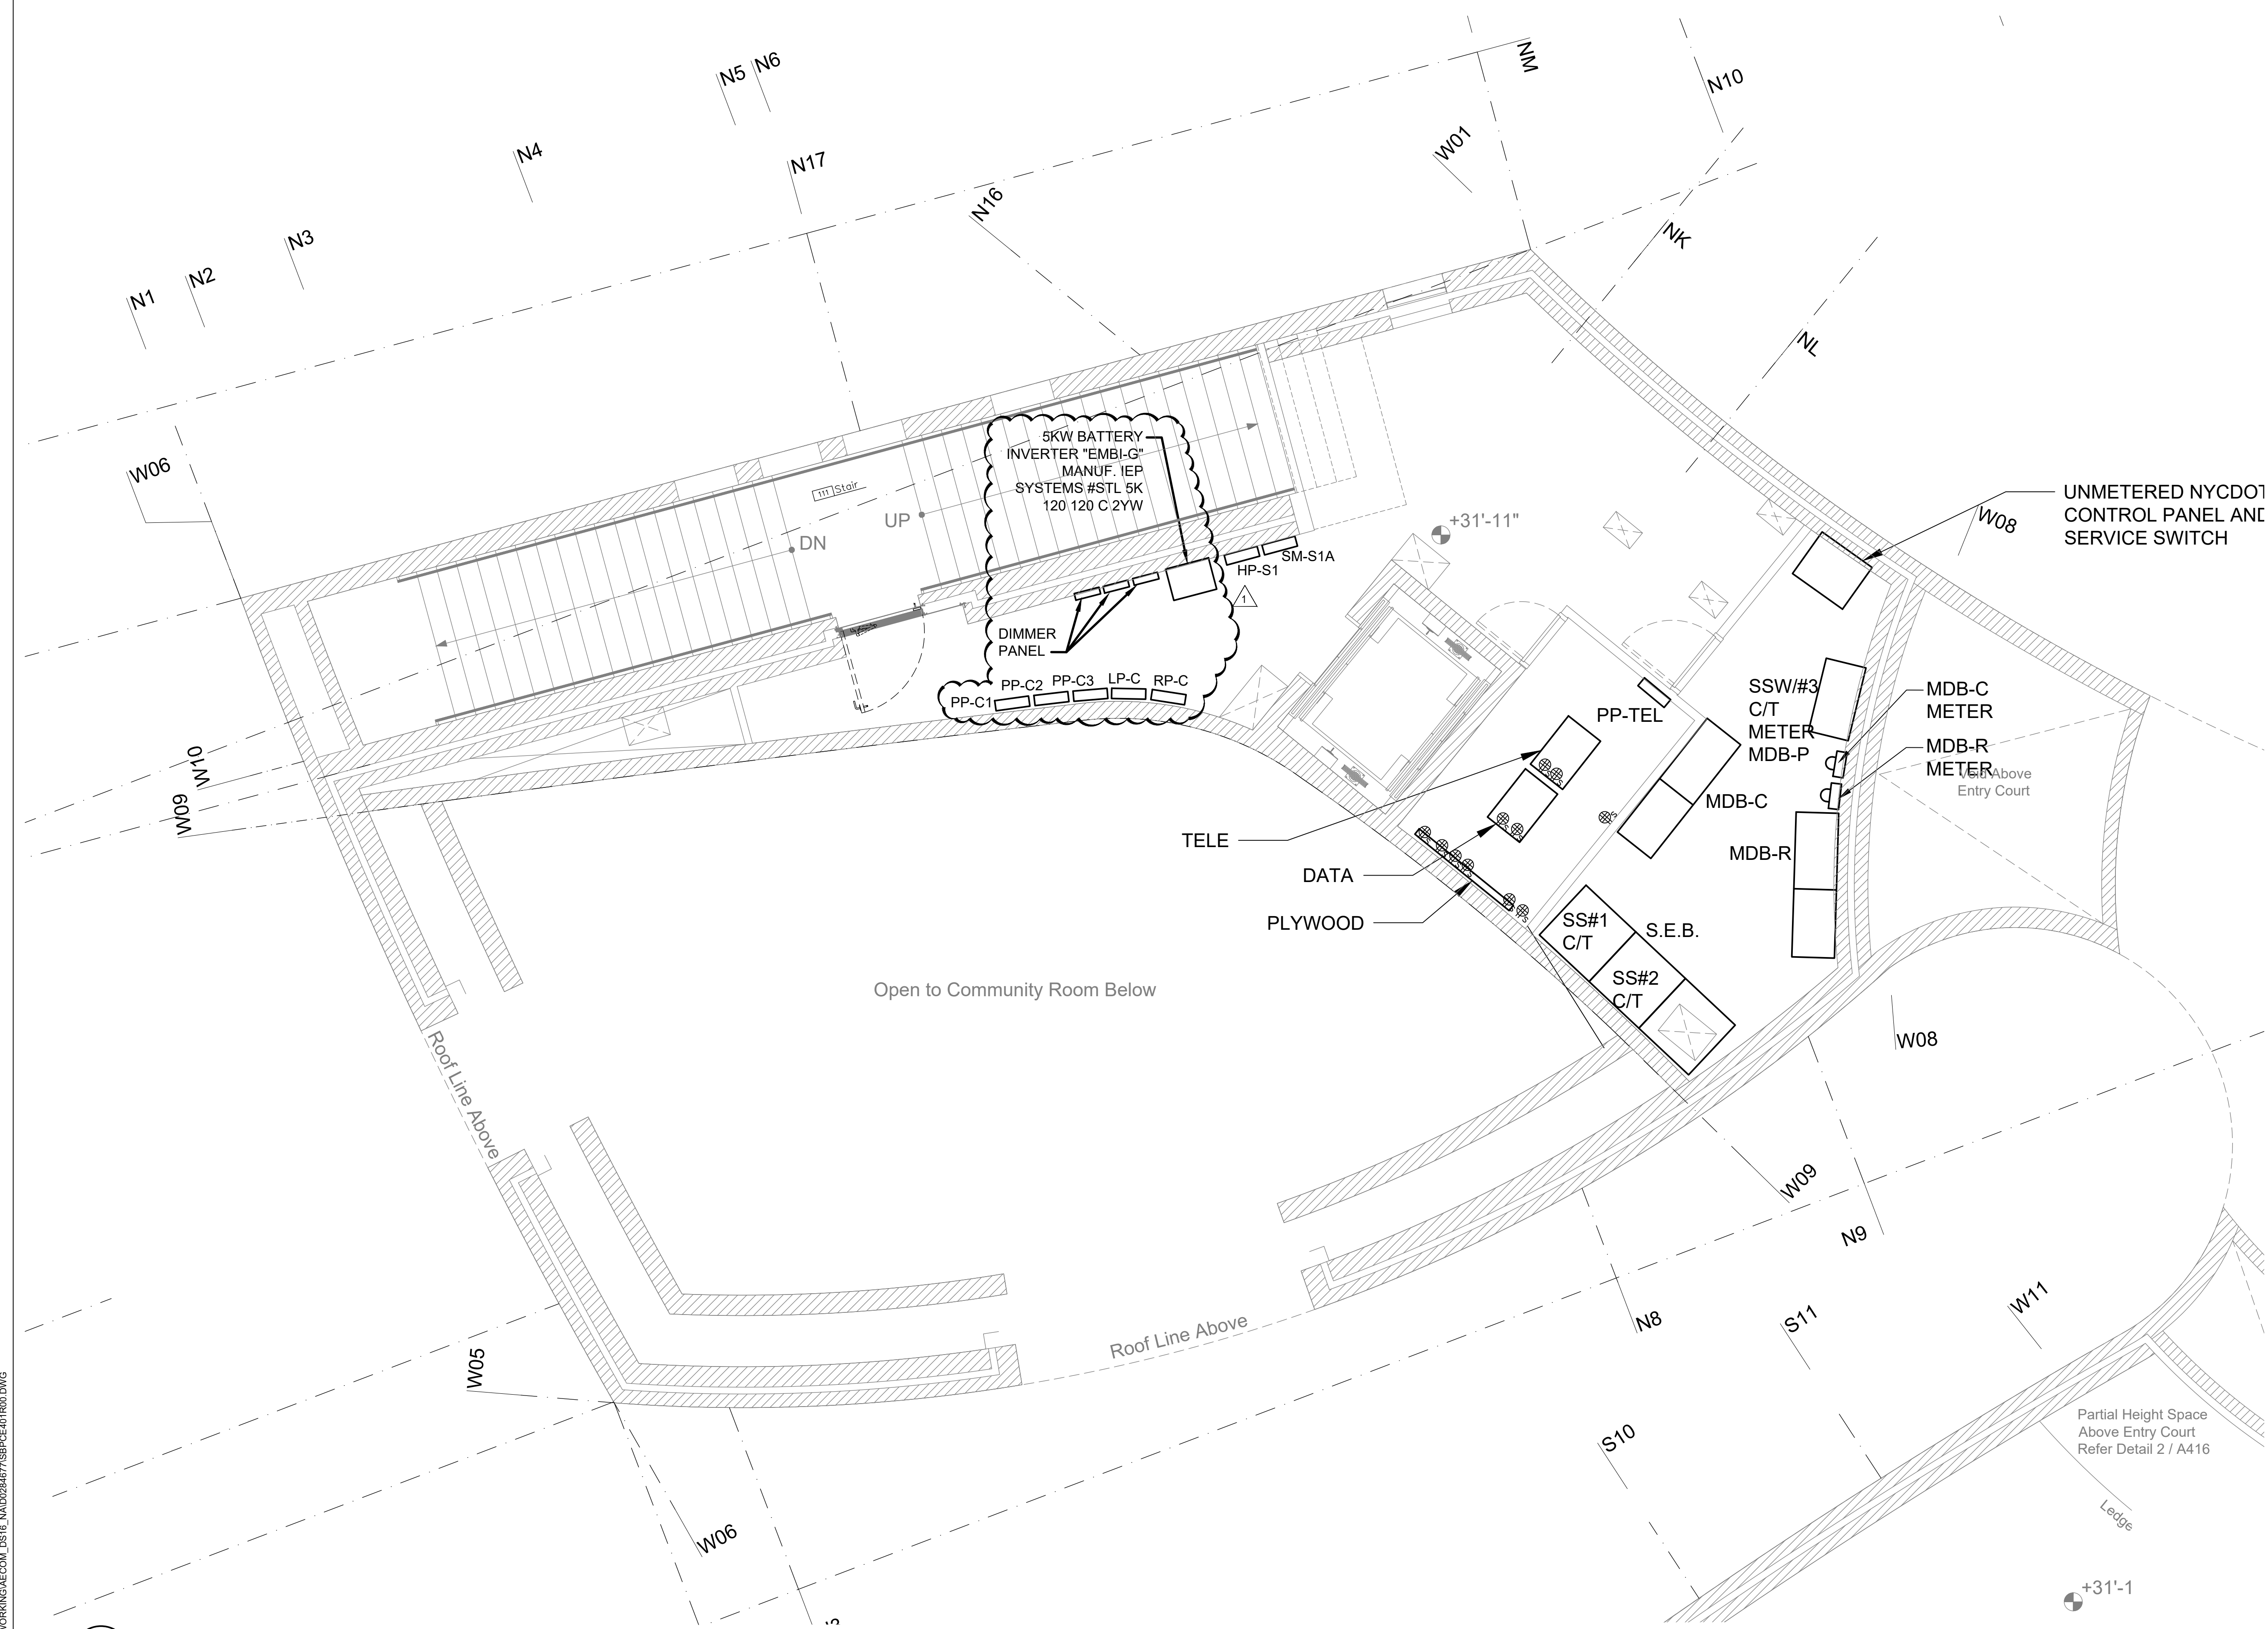 NM
N5
N6
N10
N4
N17
W01
N16
N3
N2
N1
NK
NL
W06
5KW BATTERY
INVERTER "EMBI-G"
MANUF. IEP
SYSTEMS #STL 5K
120 120 C 2YW
111 Stair
UP
DN
+31'-11"
UNMETERED NYCDOT
CONTROL PANEL AND
SERVICE SWITCH
W08
SM-S1A
HP-S1
1
DIMMER
PANEL
PP-C1
PP-C2
PP-C3
LP-C
RP-C
PP-TEL
SSW/#3
C/T
METER
MDB-P
MDB-C
METER
MDB-R
METER
Void Above
Entry Court
W10
W09
MDB-C
MDB-R
TELE
DATA
PLYWOOD
SS#1
C/T
S.E.B.
SS#2
C/T
Open to Community Room Below
Roof Line Above
W08
W09
N9
N8
S11
W11
Roof Line Above
W05
S10
Partial Height Space
Above Entry Court
Refer Detail 2 / A416
Ledge
W06
+31'-1